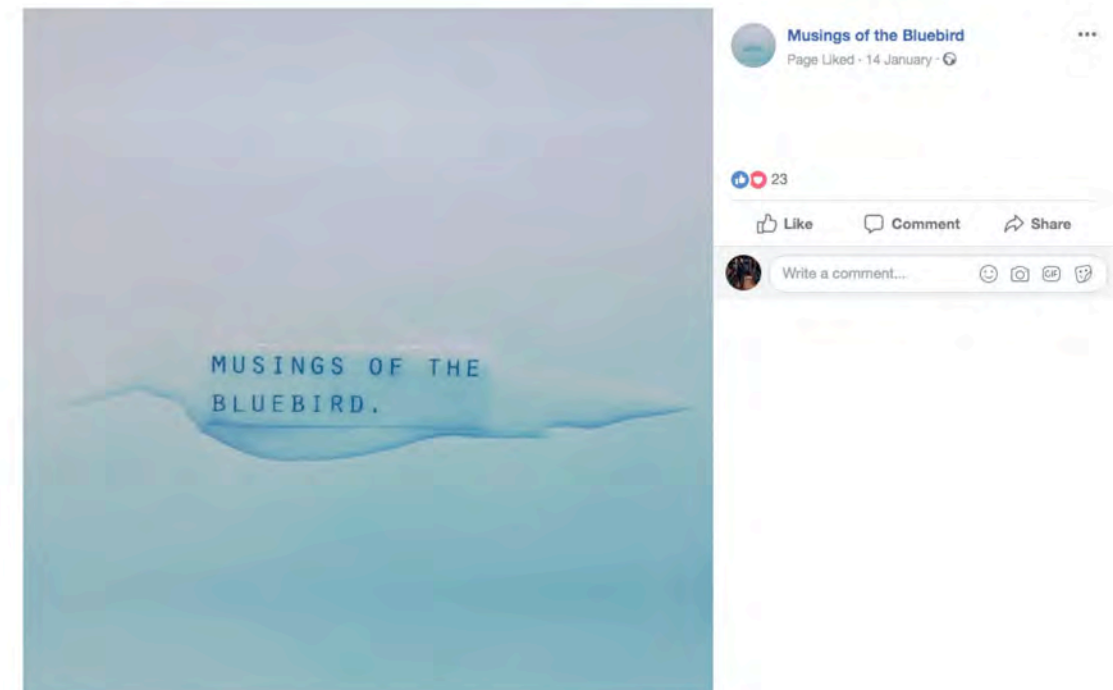 MUSINGS OF THE
BLUEBIRD.
Musings of the Bluebird
Page Liked · 14 January ·
23
Like Comment Share
Write a comment...
GIF